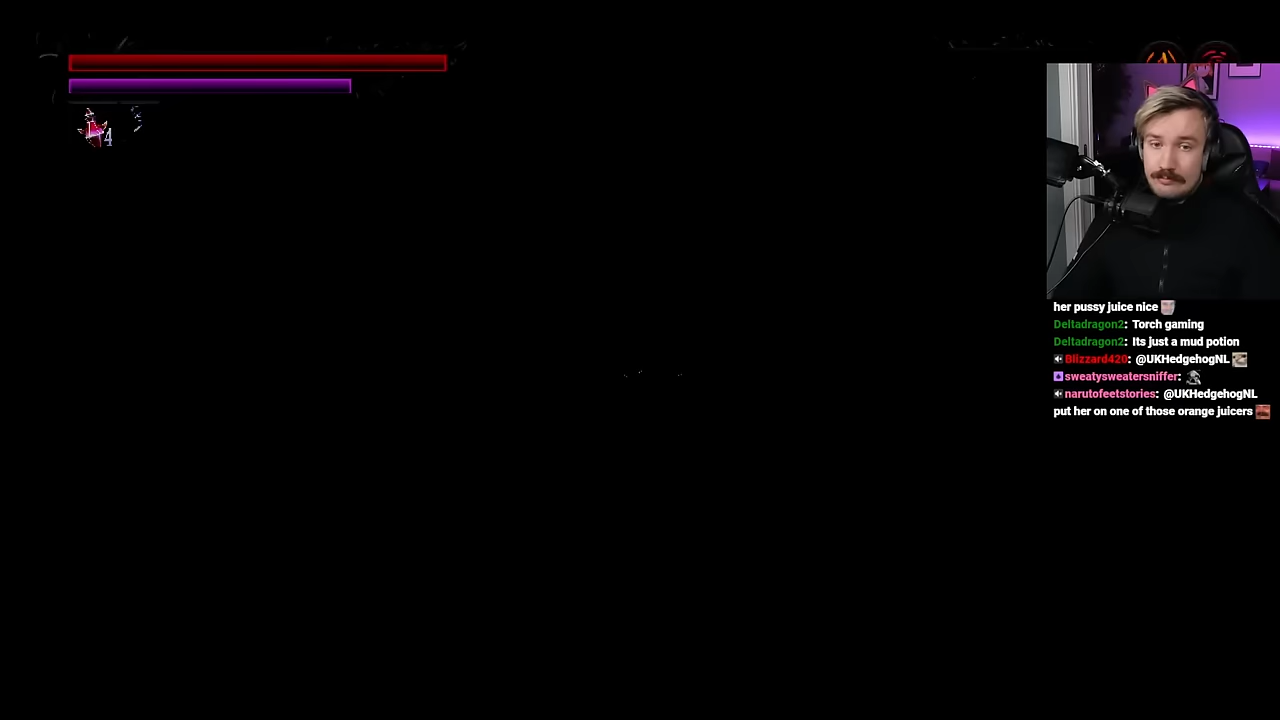 4
her pussy juice nice
Deltadragon2: Torch gaming
Deltadragon2: Its just a mud potion
Blizzard420: @UKHedgehogNL
sweatysweatersniffer:
narutofeetstories: @UKHedgehogNL
put her on one of those orange juicers